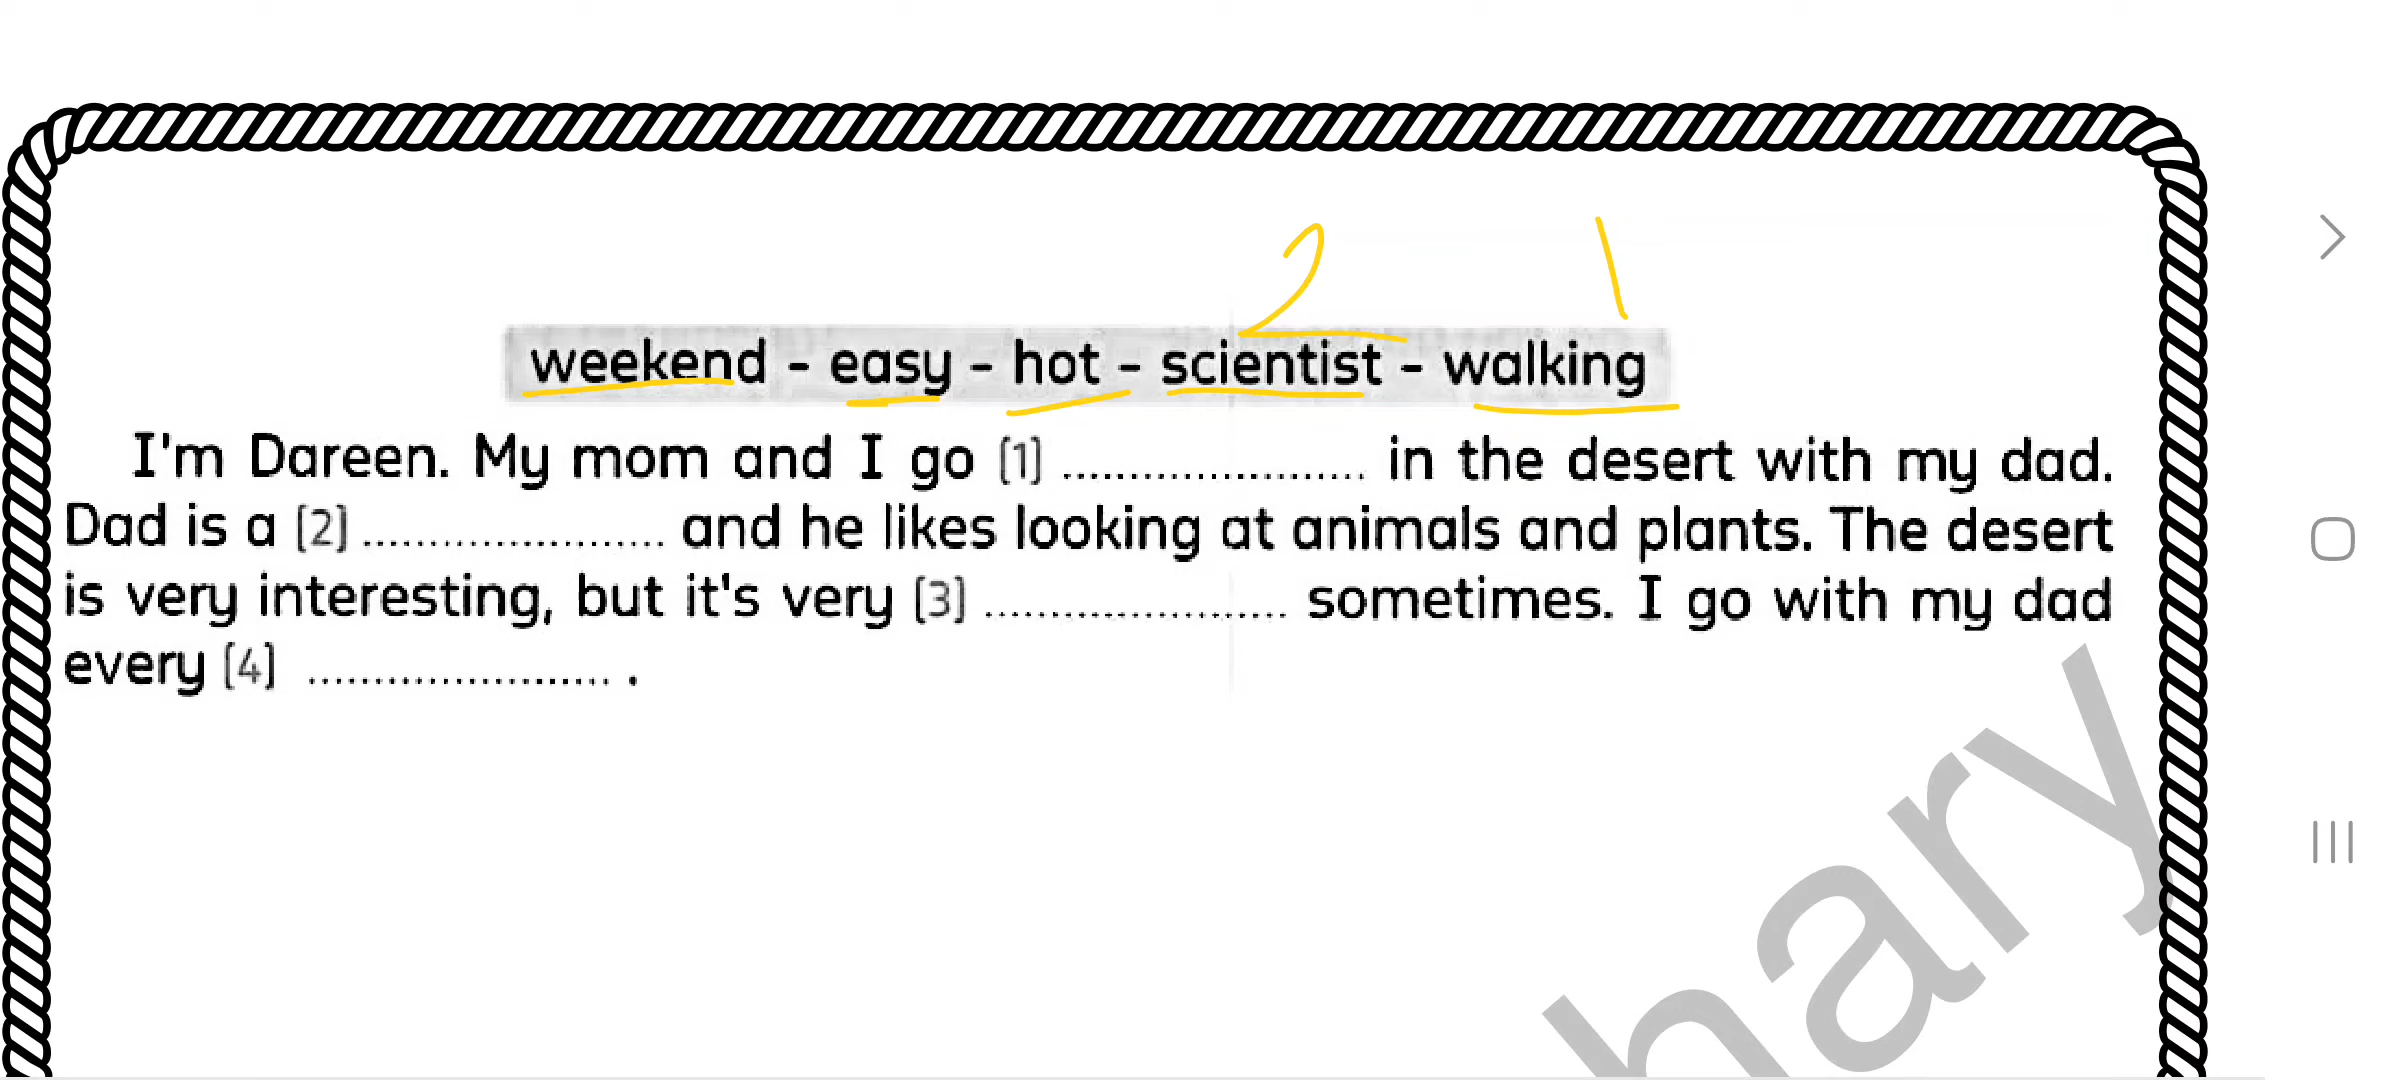 2 1
weekend - easy - hot - scientist - walking
I'm Dareen. My mom and I go (1) ....................... in the desert with my dad.
Dad is a (2) ....................... and he likes looking at animals and plants. The desert
is very interesting, but it's very (3) ....................... sometimes. I go with my dad
every (4) ....................... .
hary